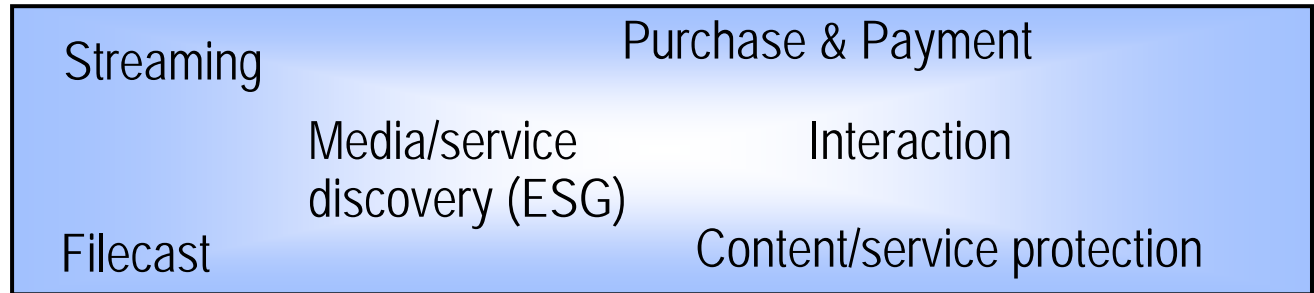 Streaming
Purchase & Payment
Media/service
discovery (ESG)
Interaction
Filecast
Content/service protection